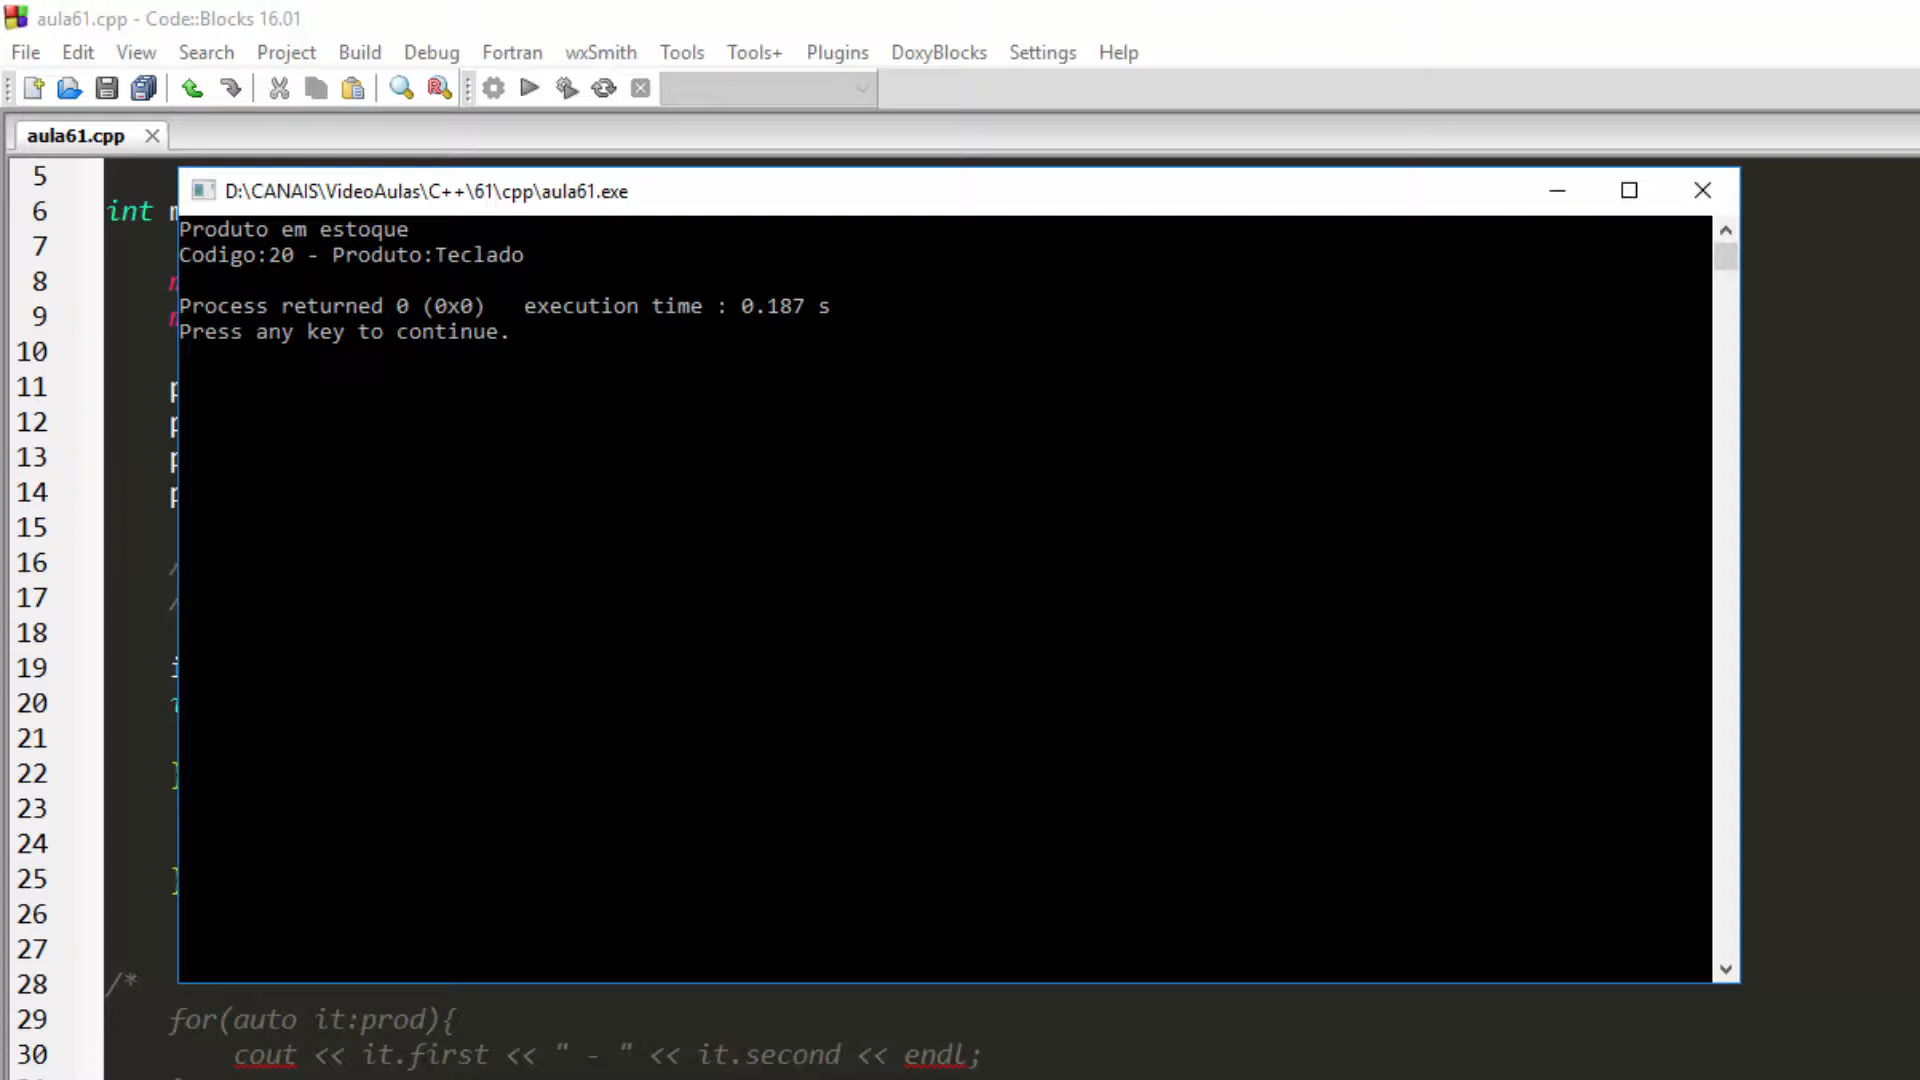 aula61.cpp - Code::Blocks 16.01
File Edit View Search Project Build Debug Fortran wxSmith Tools Tools+ Plugins DoxyBlocks Settings Help
aula61.cpp
D:\CANAIS\VideoAulas\C++\61\cpp\aula61.exe
Produto em estoque
Codigo:20 - Produto:Teclado
Process returned 0 (0x0)   execution time : 0.187 s
Press any key to continue.
5
6 int
7
8
9
10
11 p
12 p
13 p
14 p
15
16 /
17 /
18
19 i
20
21
22 }
23
24
25 }
26
27
28 /*
29 for(auto it:prod){
30 cout << it.first << " - " << it.second << endl;